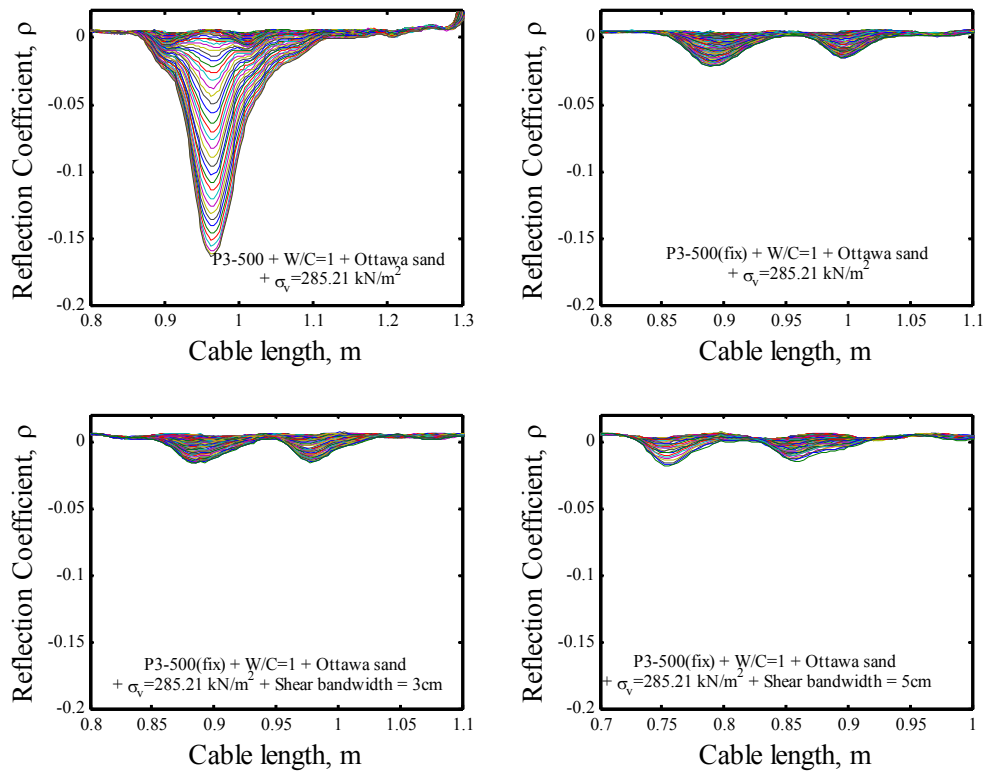 0
-0.05
-0.1
-0.15
-0.2
0.8
0.9
1
1.1
1.2
1.3
Reflection Coefficient, ρ
Cable length, m
P3-500 + W/C=1 + Ottawa sand
+ σv=285.21 kN/m²
0
-0.05
-0.1
-0.15
-0.2
0.8
0.85
0.9
0.95
1
1.05
1.1
Reflection Coefficient, ρ
Cable length, m
P3-500(fix) + W/C=1 + Ottawa sand
+ σv=285.21 kN/m²
0
-0.05
-0.1
-0.15
-0.2
0.8
0.85
0.9
0.95
1
1.05
1.1
Reflection Coefficient, ρ
Cable length, m
P3-500(fix) + W/C=1 + Ottawa sand
+ σv=285.21 kN/m² + Shear bandwidth = 3cm
0
-0.05
-0.1
-0.15
-0.2
0.7
0.75
0.8
0.85
0.9
0.95
1
Reflection Coefficient, ρ
Cable length, m
P3-500(fix) + W/C=1 + Ottawa sand
+ σv=285.21 kN/m² + Shear bandwidth = 5cm